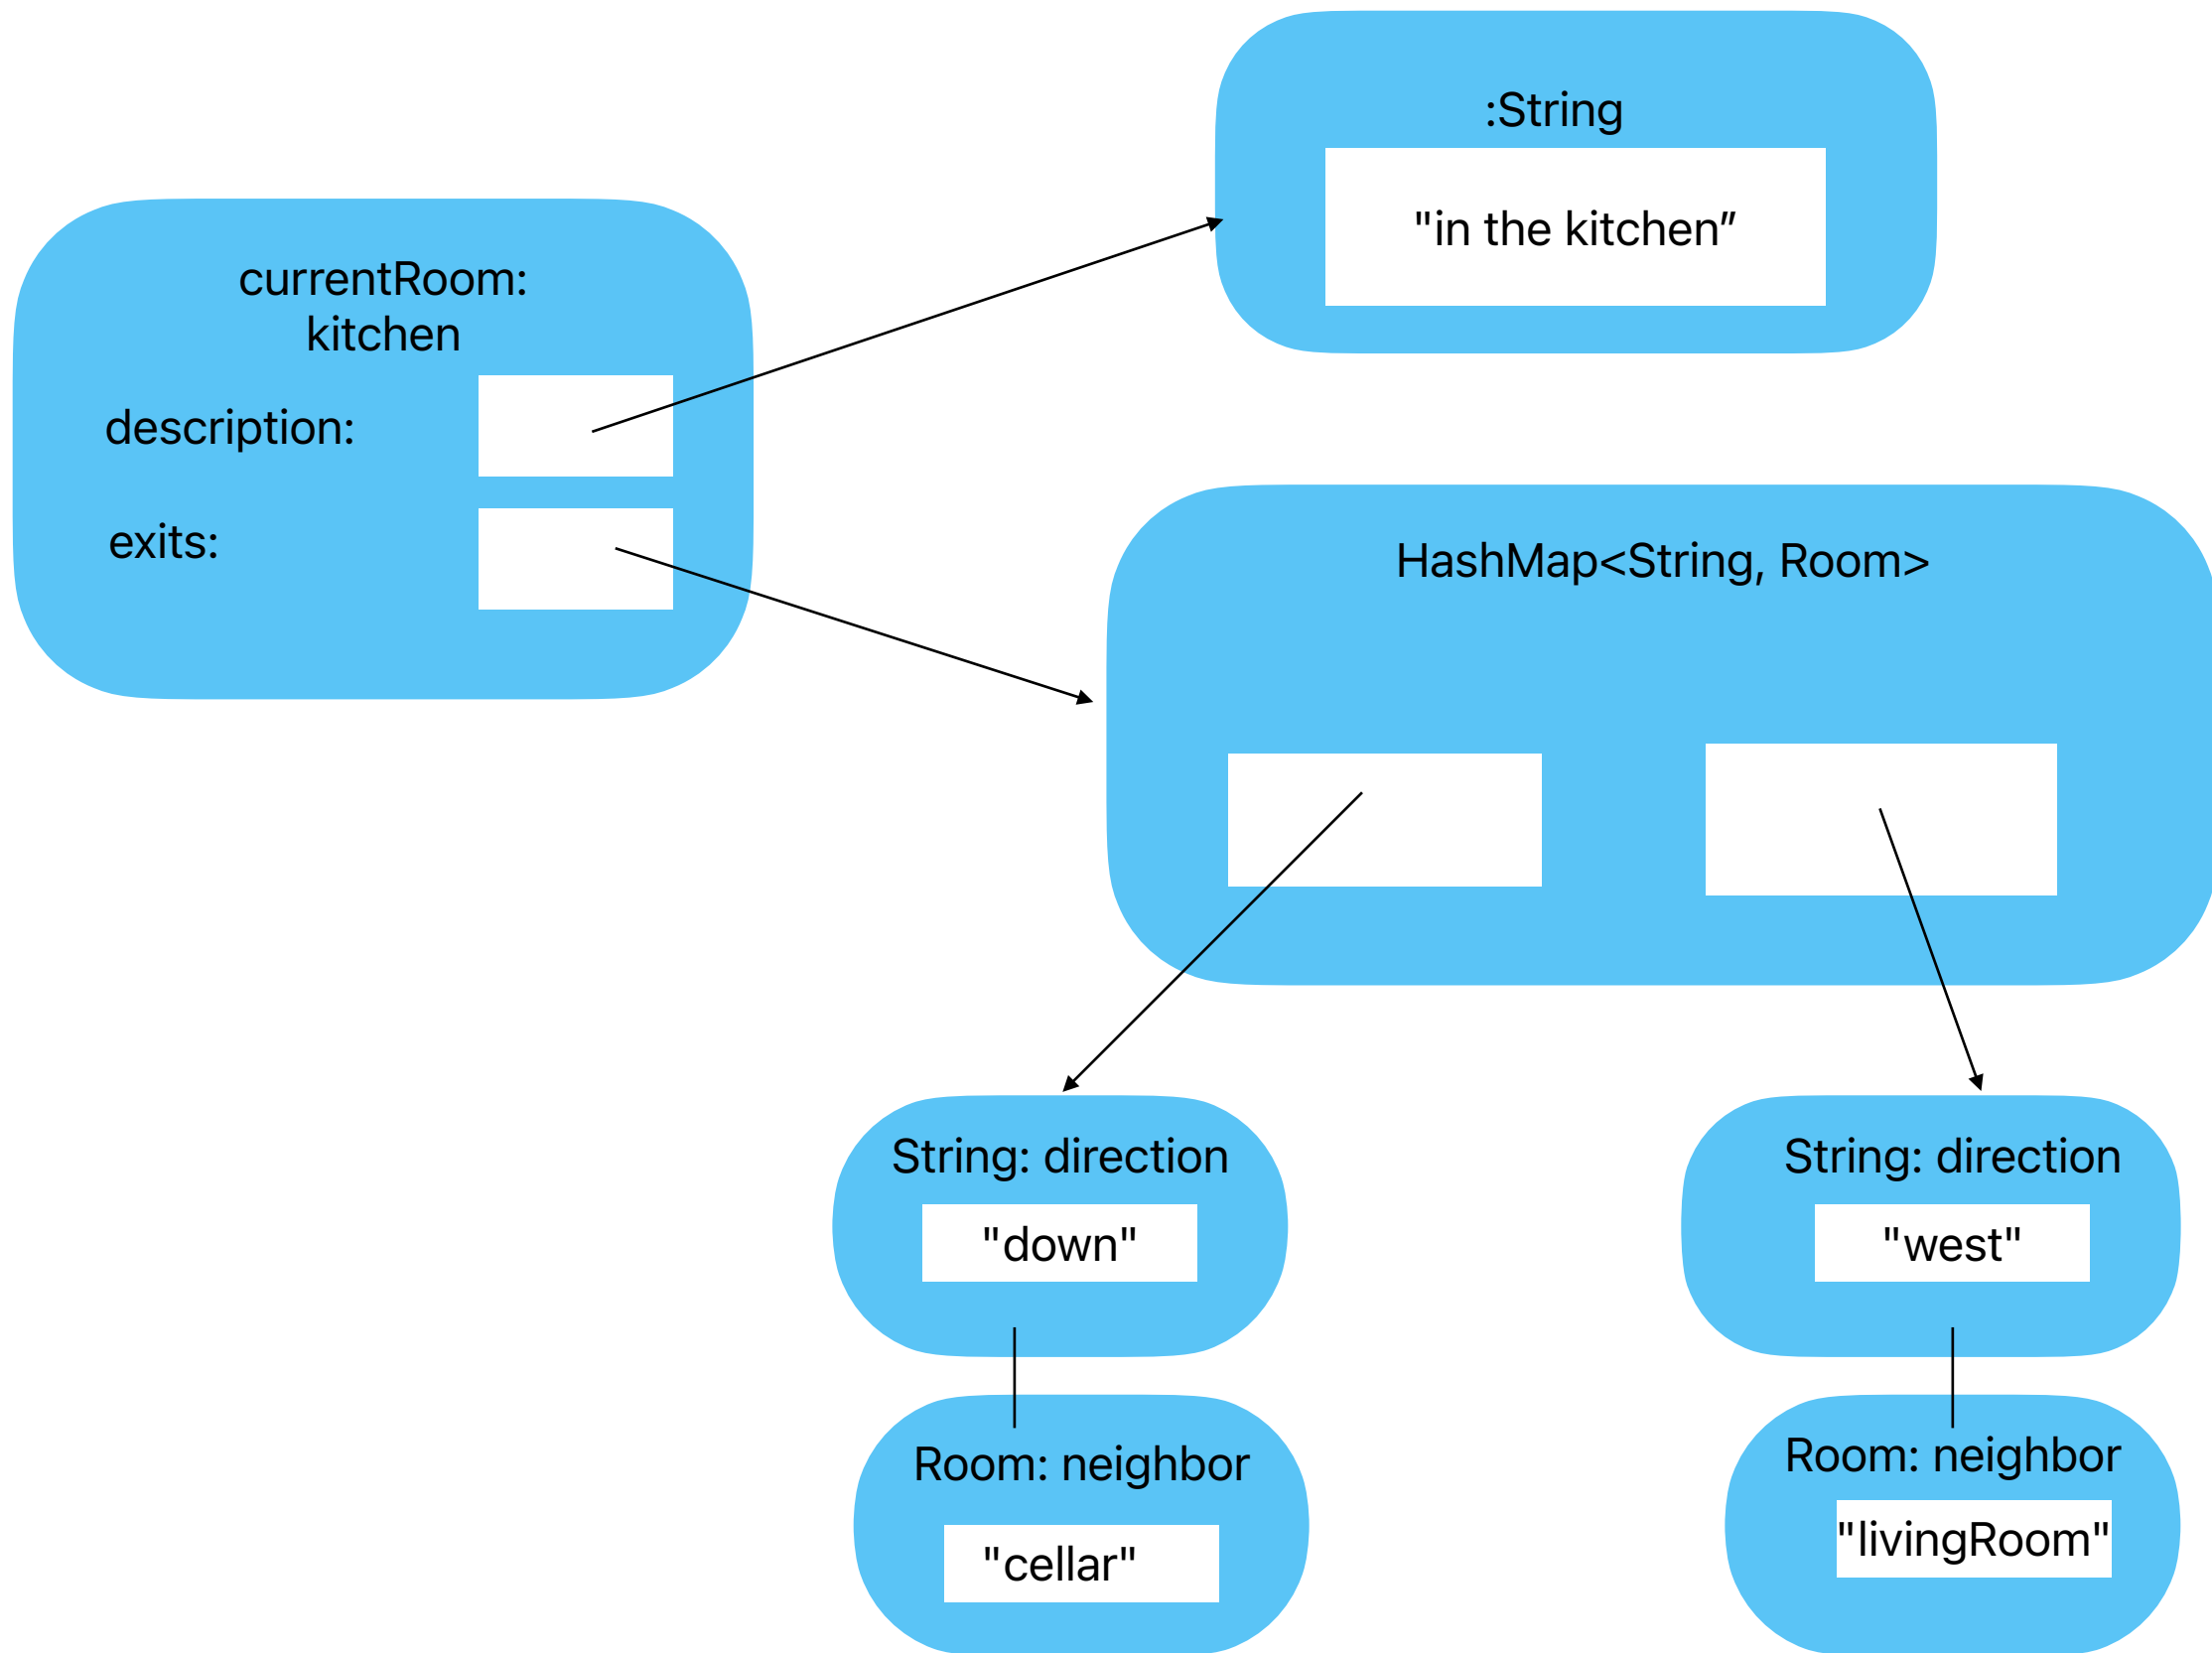 :String
"in the kitchen”
currentRoom:
kitchen
description:
exits:
HashMap<String, Room>
String: direction
"down"
String: direction
"west"
Room: neighbor
"cellar"
Room: neighbor
"livingRoom"